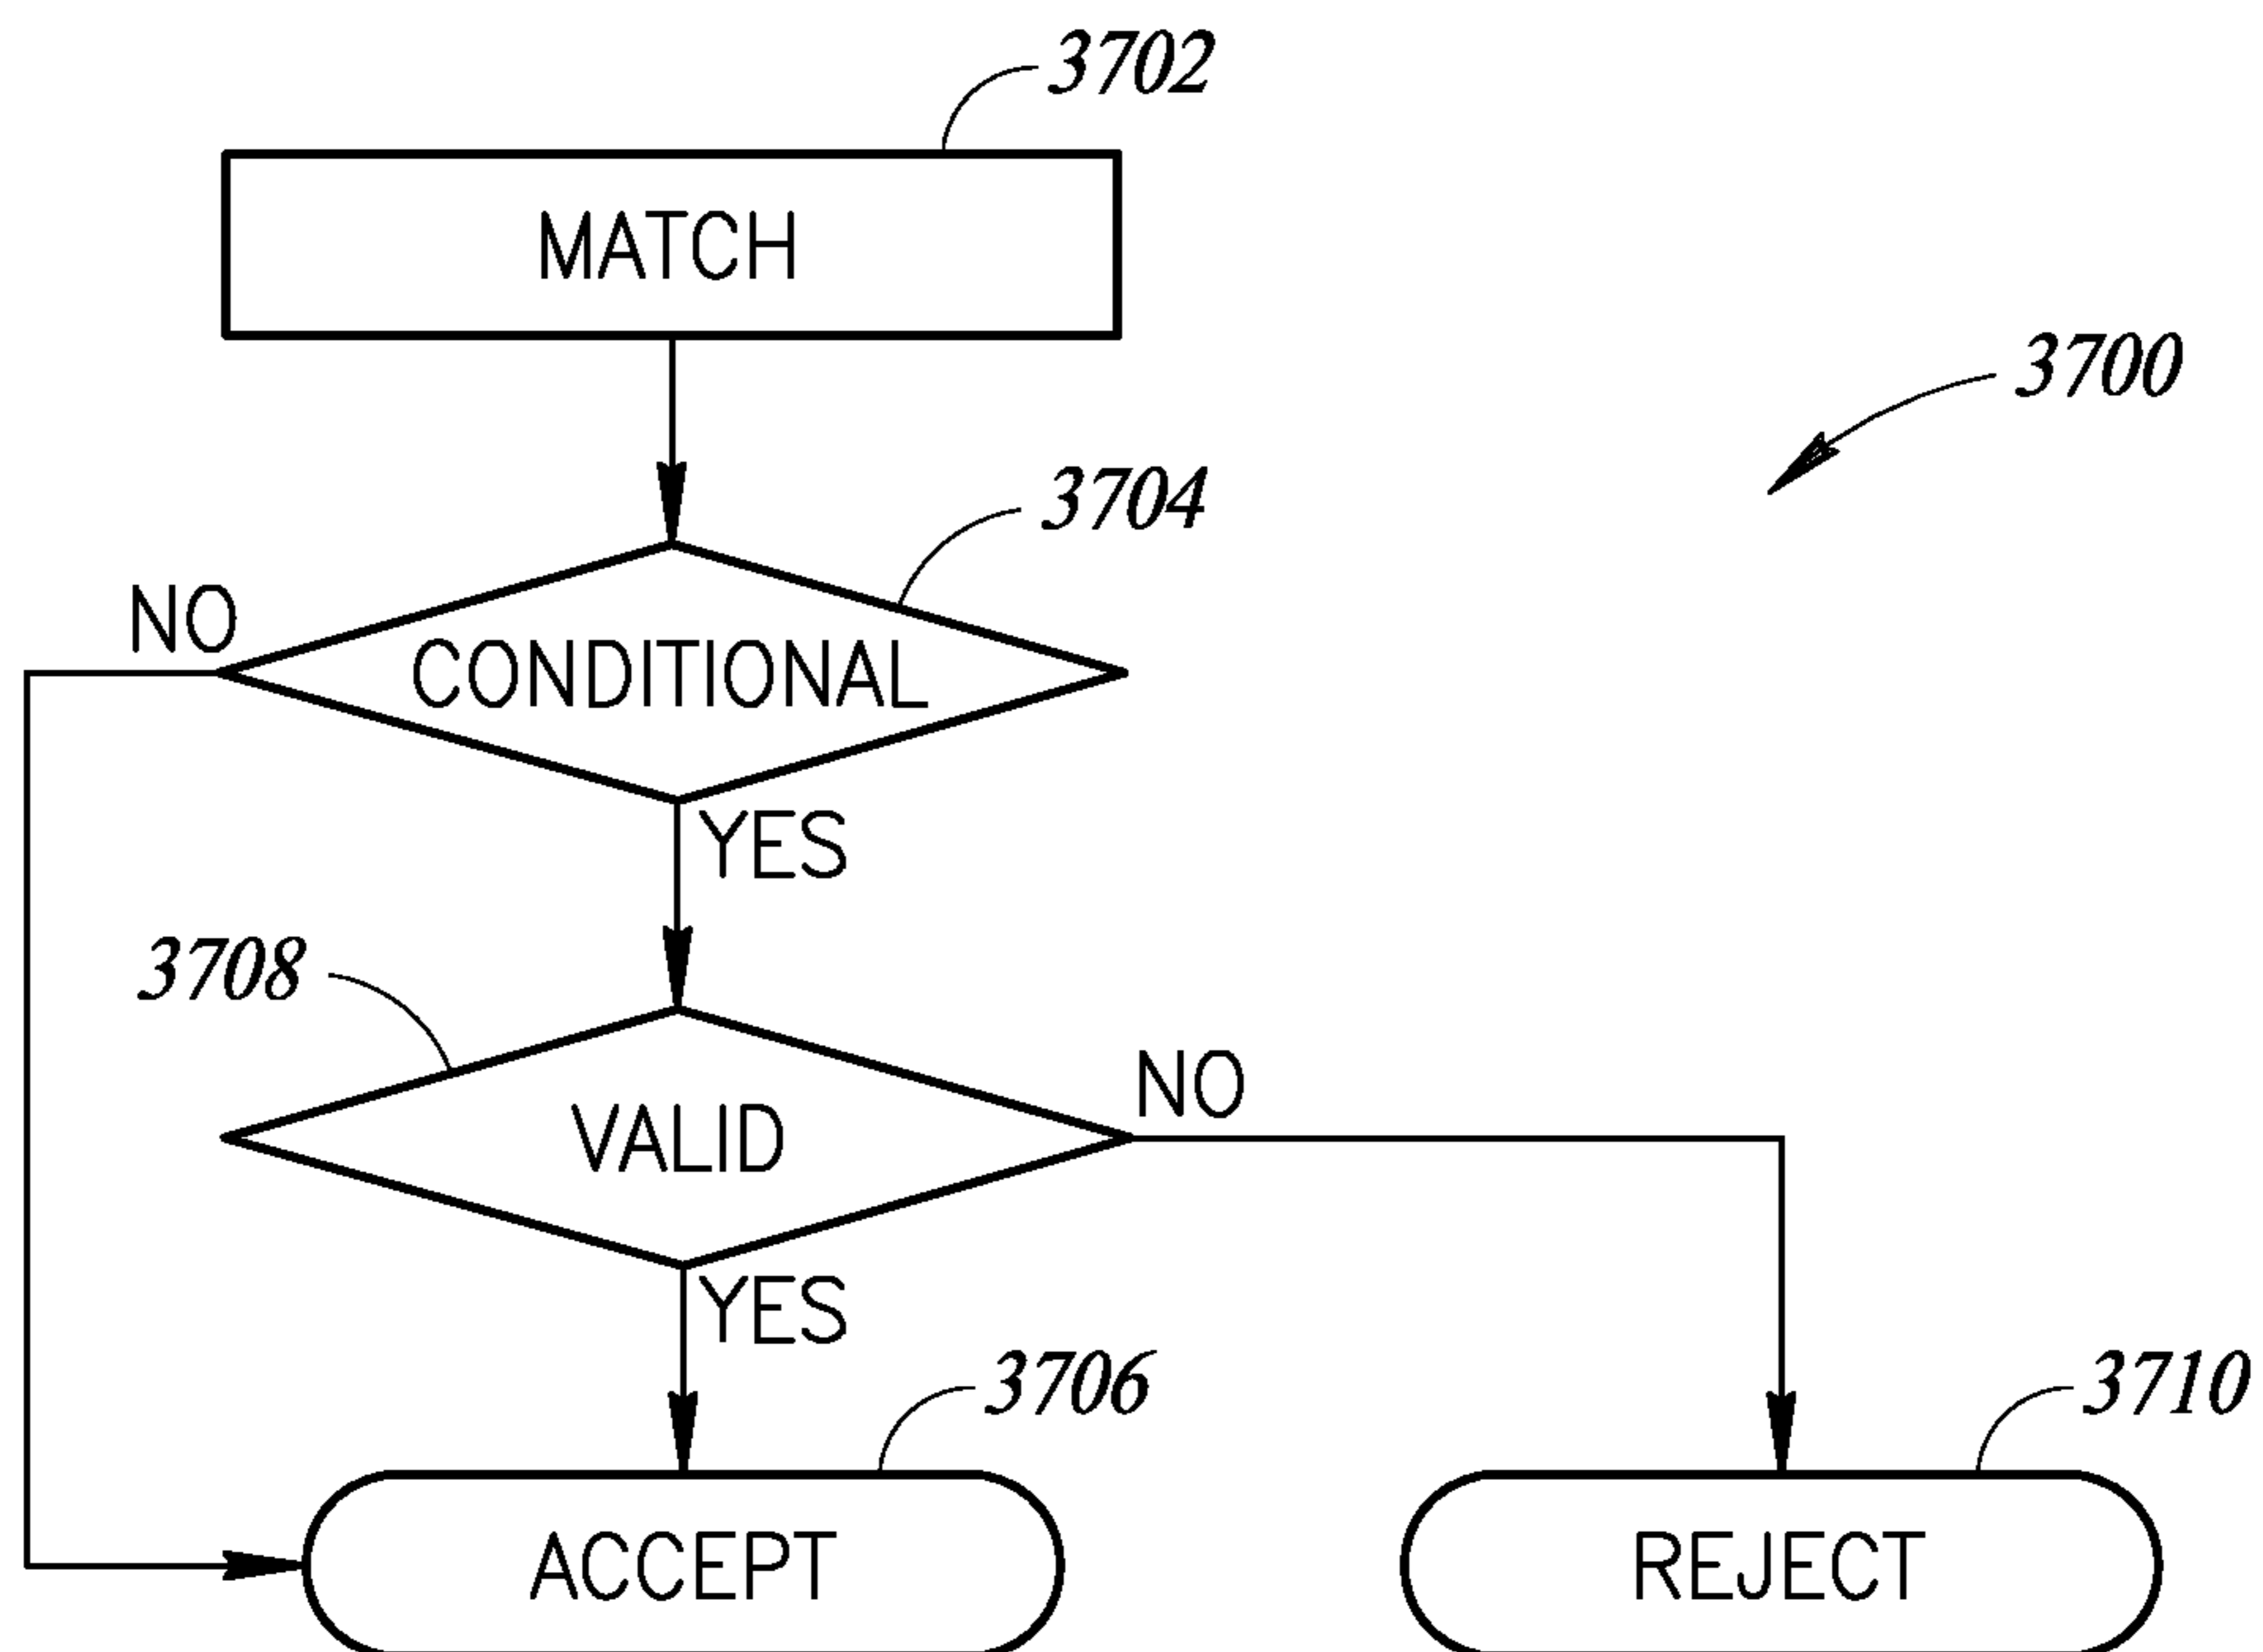 3702
MATCH
3700
3704
NO
CONDITIONAL
YES
3708
NO
VALID
YES
3706
3710
ACCEPT
REJECT